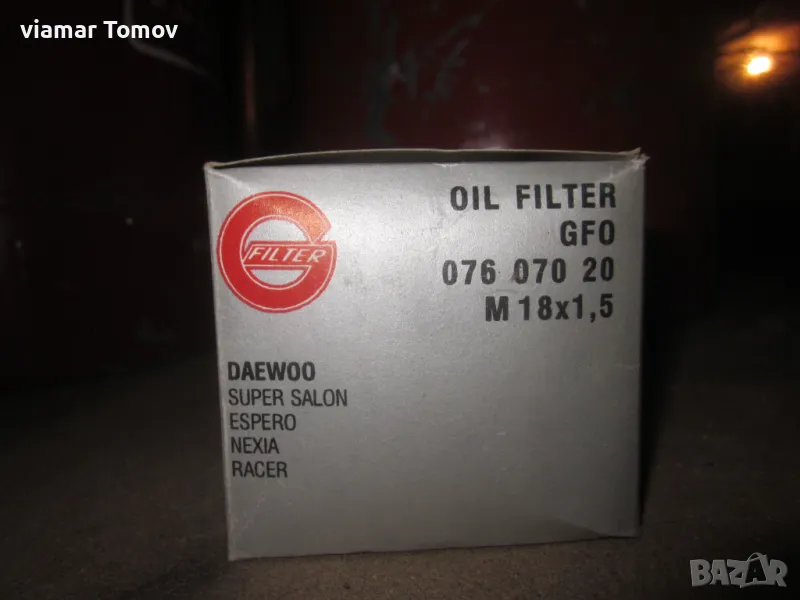 viamar Tomov
OIL FILTER
GFO
076 070 20
M 18x1,5
G FILTER
DAEWOO
SUPER SALON
ESPERO
NEXIA
RACER
BAZAR